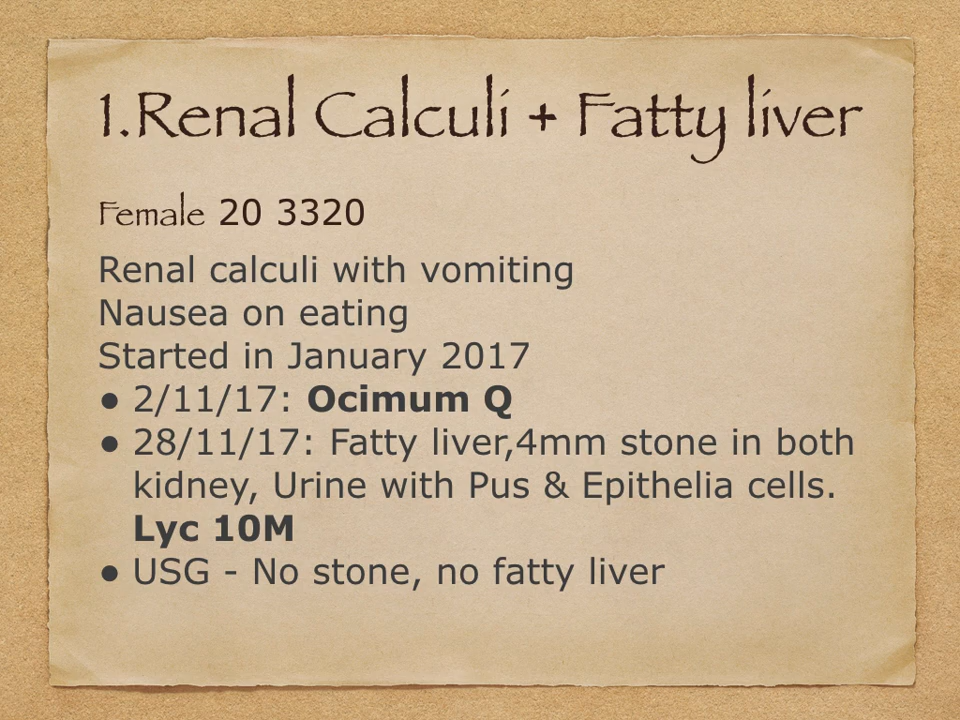 1.Renal Calculi + Fatty liver
Female 20 3320
Renal calculi with vomiting
Nausea on eating
Started in January 2017
● 2/11/17: Ocimum Q
● 28/11/17: Fatty liver,4mm stone in both
kidney, Urine with Pus & Epithelia cells.
Lyc 10M
● USG - No stone, no fatty liver